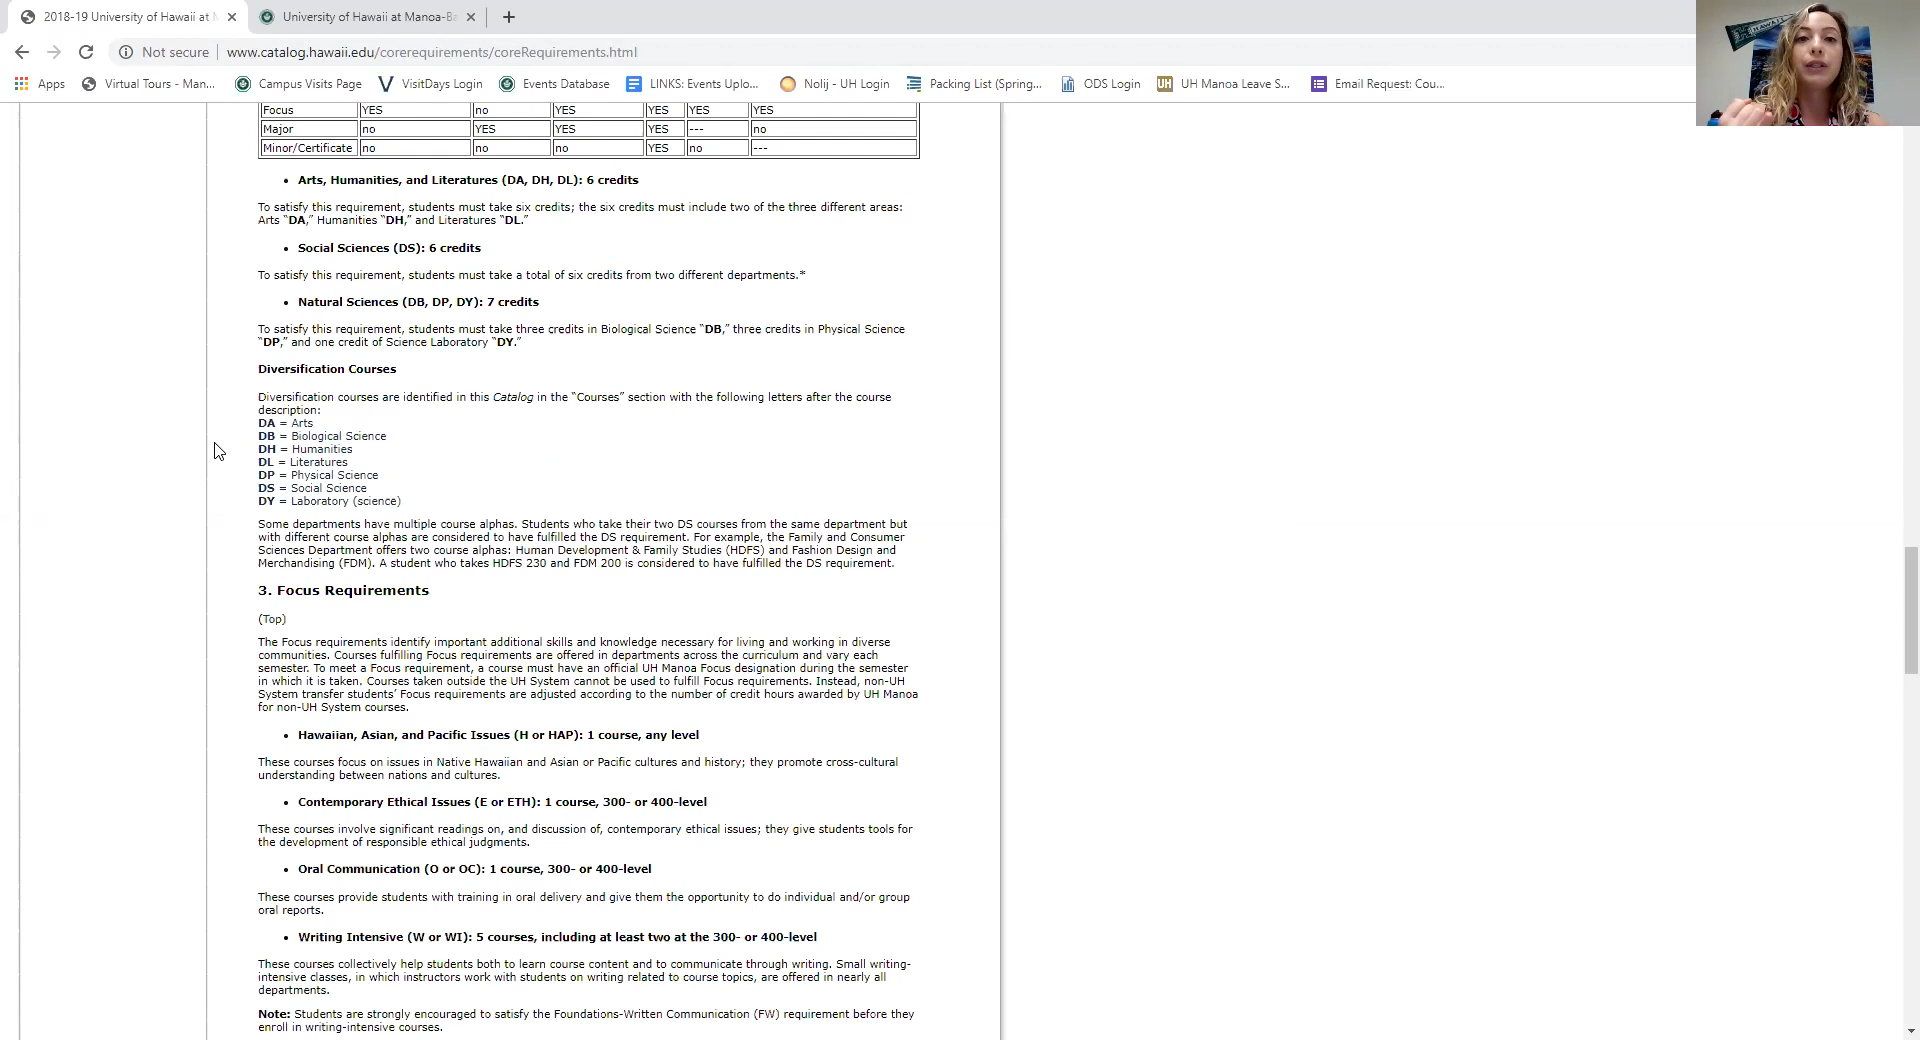 2018-19 University of Hawaii at M
University of Hawaii at Manoa-Ba
Not secure
www.catalog.hawaii.edu/corerequirements/coreRequirements.html
Apps
Virtual Tours - Man...
Campus Visits Page
VisitDays Login
Events Database
LINKS: Events Uplo...
Nolij - UH Login
Packing List (Spring...
ODS Login
UH Manoa Leave S...
Email Request: Cou...
HAWAII
Focus YES no YES YES YES YES
Major no YES YES YES --- no
Minor/Certificate no no no YES no ---
• Arts, Humanities, and Literatures (DA, DH, DL): 6 credits
To satisfy this requirement, students must take six credits; the six credits must include two of the three different areas:
Arts “DA,” Humanities “DH,” and Literatures “DL.”
• Social Sciences (DS): 6 credits
To satisfy this requirement, students must take a total of six credits from two different departments.*
• Natural Sciences (DB, DP, DY): 7 credits
To satisfy this requirement, students must take three credits in Biological Science “DB,” three credits in Physical Science
“DP,” and one credit of Science Laboratory “DY.”
Diversification Courses
Diversification courses are identified in this Catalog in the “Courses” section with the following letters after the course
description:
DA = Arts
DB = Biological Science
DH = Humanities
DL = Literatures
DP = Physical Science
DS = Social Science
DY = Laboratory (science)
Some departments have multiple course alphas. Students who take their two DS courses from the same department but
with different course alphas are considered to have fulfilled the DS requirement. For example, the Family and Consumer
Sciences Department offers two course alphas: Human Development & Family Studies (HDFS) and Fashion Design and
Merchandising (FDM). A student who takes HDFS 230 and FDM 200 is considered to have fulfilled the DS requirement.
3. Focus Requirements
(Top)
The Focus requirements identify important additional skills and knowledge necessary for living and working in diverse
communities. Courses fulfilling Focus requirements are offered in departments across the curriculum and vary each
semester. To meet a Focus requirement, a course must have an official UH Manoa Focus designation during the semester
in which it is taken. Courses taken outside the UH System cannot be used to fulfill Focus requirements. Instead, non-UH
System transfer students’ Focus requirements are adjusted according to the number of credit hours awarded by UH Manoa
for non-UH System courses.
• Hawaiian, Asian, and Pacific Issues (H or HAP): 1 course, any level
These courses focus on issues in Native Hawaiian and Asian or Pacific cultures and history; they promote cross-cultural
understanding between nations and cultures.
• Contemporary Ethical Issues (E or ETH): 1 course, 300- or 400-level
These courses involve significant readings on, and discussion of, contemporary ethical issues; they give students tools for
the development of responsible ethical judgments.
• Oral Communication (O or OC): 1 course, 300- or 400-level
These courses provide students with training in oral delivery and give them the opportunity to do individual and/or group
oral reports.
• Writing Intensive (W or WI): 5 courses, including at least two at the 300- or 400-level
These courses collectively help students both to learn course content and to communicate through writing. Small writing-
intensive classes, in which instructors work with students on writing related to course topics, are offered in nearly all
departments.
Note: Students are strongly encouraged to satisfy the Foundations-Written Communication (FW) requirement before they
enroll in writing-intensive courses.